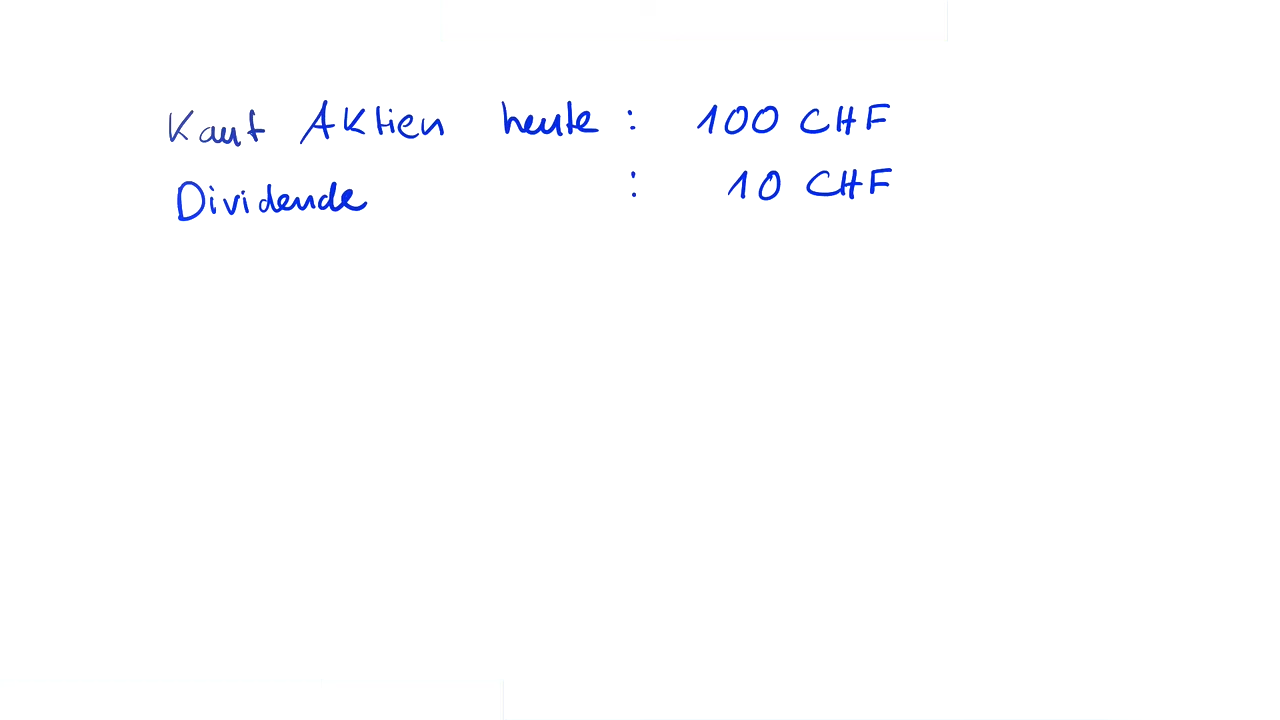 Kauf Aktien heute : 100 CHF
Dividende : 10 CHF